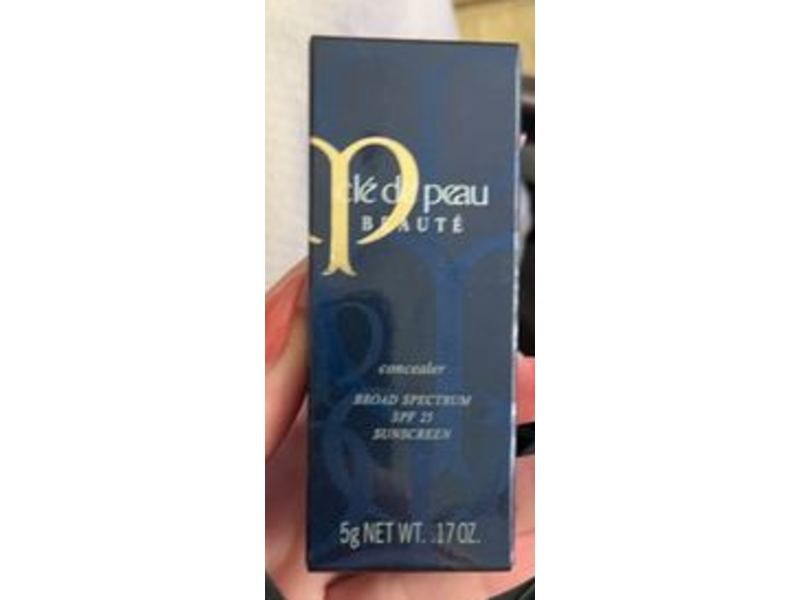 clé de peau
BEAUTÉ
concealer
BROAD SPECTRUM
SPF 25
SUNSCREEN
5g NET WT. .17 OZ.